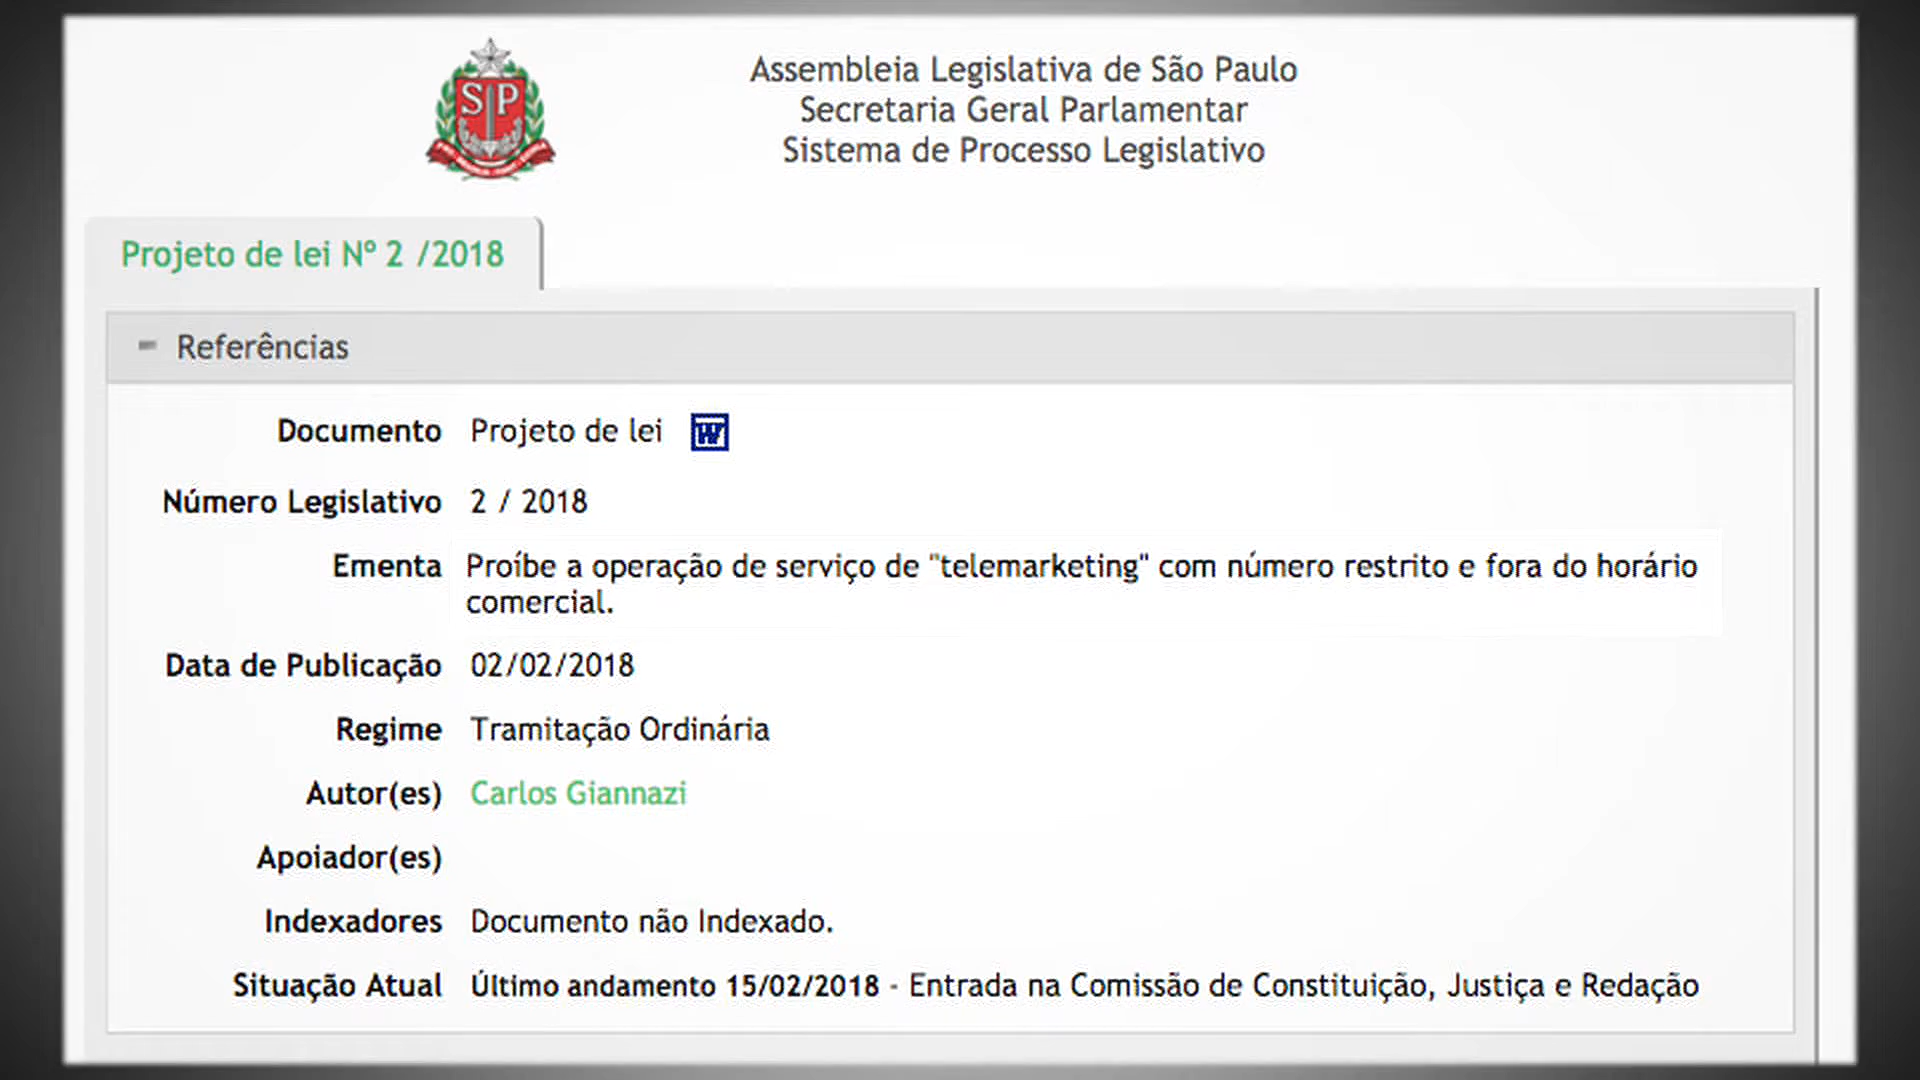 Assembleia Legislativa de São Paulo
Secretaria Geral Parlamentar
Sistema de Processo Legislativo
SP
Projeto de lei Nº 2 /2018
Referências
Documento Projeto de lei W
Número Legislativo 2 / 2018
Ementa Proíbe a operação de serviço de "telemarketing" com número restrito e fora do horário
comercial.
Data de Publicação 02/02/2018
Regime Tramitação Ordinária
Autor(es) Carlos Giannazi
Apoiador(es)
Indexadores Documento não Indexado.
Situação Atual Último andamento 15/02/2018 - Entrada na Comissão de Constituição, Justiça e Redação